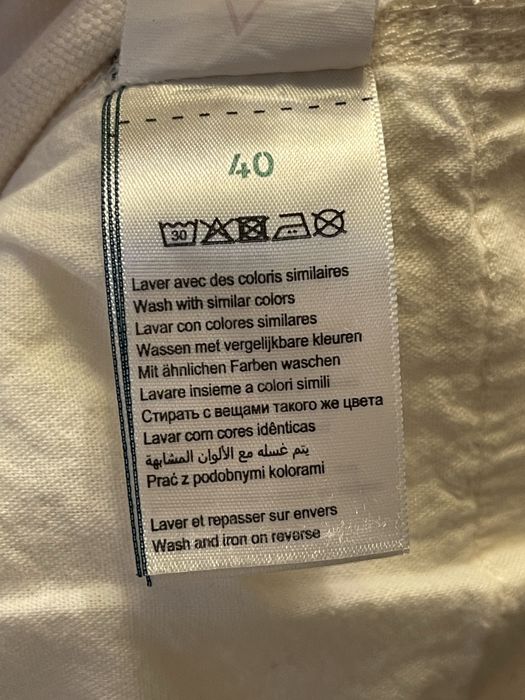 40
30
Laver avec des coloris similaires
Wash with similar colors
Lavar con colores similares
Wassen met vergelijkbare kleuren
Mit ähnlichen Farben waschen
Lavare insieme a colori simili
Стирать с вещами такого же цвета
Lavar com cores idênticas
يتم غسله مع الألوان المشابهة
Prać z podobnymi kolorami
Laver et repasser sur envers
Wash and iron on reverse